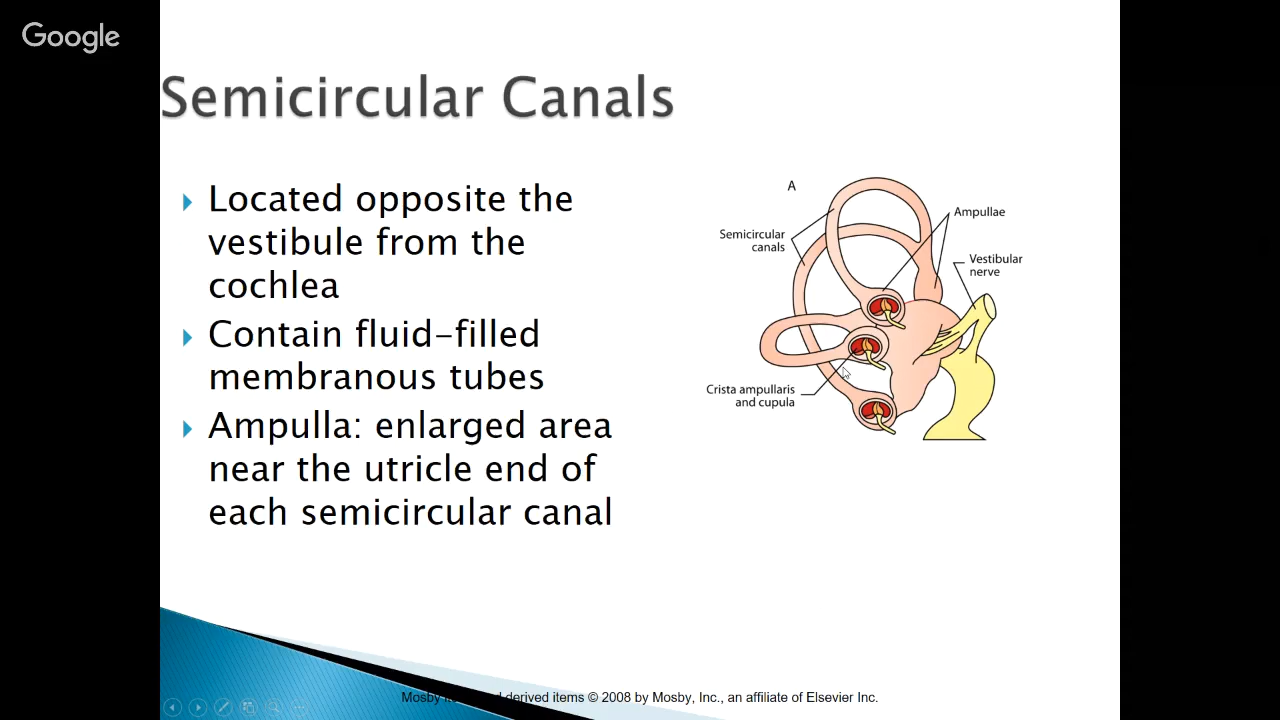 Google
Semicircular Canals
Located opposite the
vestibule from the
cochlea
Contain fluid-filled
membranous tubes
Ampulla: enlarged area
near the utricle end of
each semicircular canal
A
Semicircular
canals
Ampullae
Vestibular
nerve
Crista ampullaris
and cupula
Mosby derived items © 2008 by Mosby, Inc., an affiliate of Elsevier Inc.